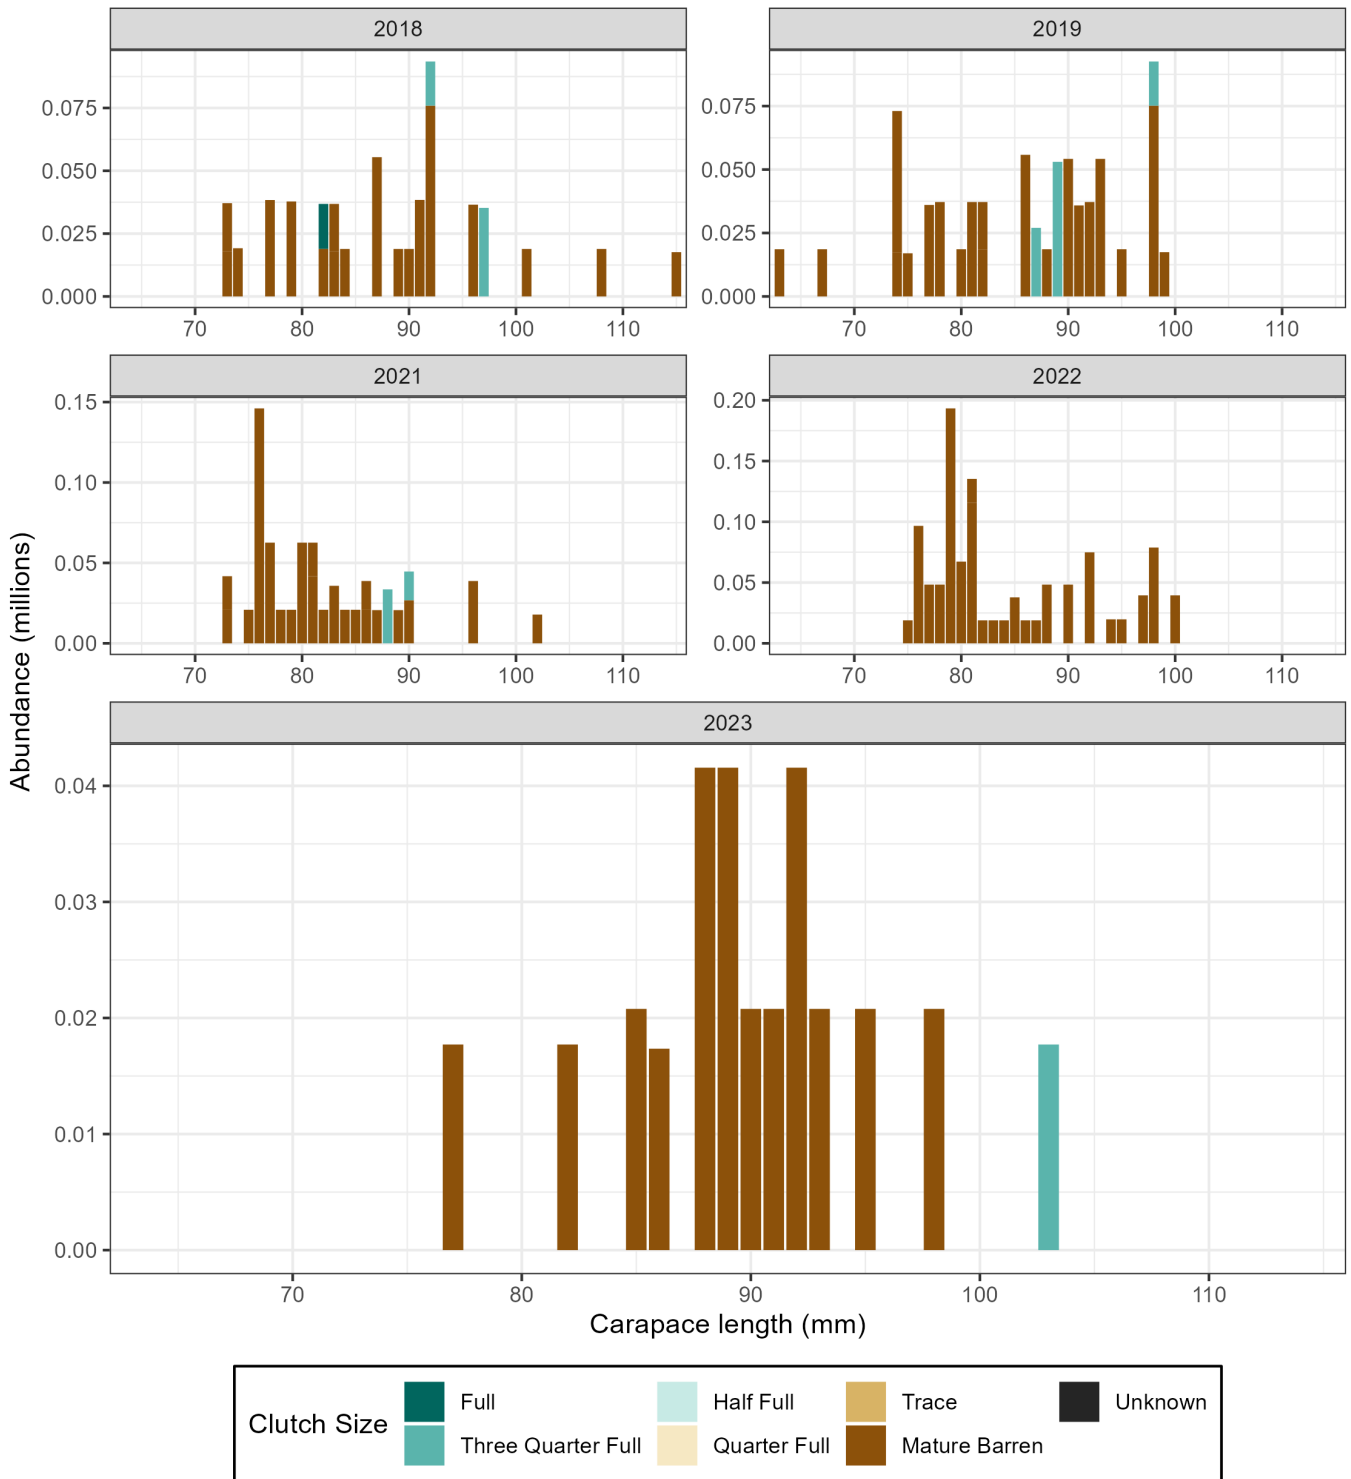 2018
2019
0.075
0.050
0.025
0.000
70 80 90 100 110
0.075
0.050
0.025
0.000
70 80 90 100 110
2021
2022
0.15
0.10
0.05
0.00
70 80 90 100 110
0.20
0.15
0.10
0.05
0.00
70 80 90 100 110
Abundance (millions)
2023
0.04
0.03
0.02
0.01
0.00
70 80 90 100 110
Carapace length (mm)
Clutch Size
Full
Three Quarter Full
Half Full
Quarter Full
Trace
Mature Barren
Unknown